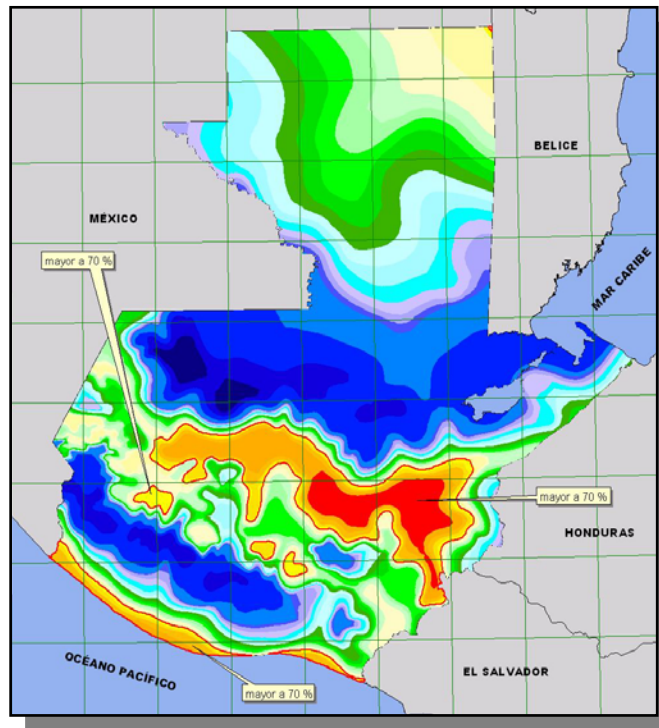 BELICE
MÉXICO
mayor a 70 %
MAR CARIBE
mayor a 70 %
HONDURAS
OCÉANO PACÍFICO
EL SALVADOR
mayor a 70 %